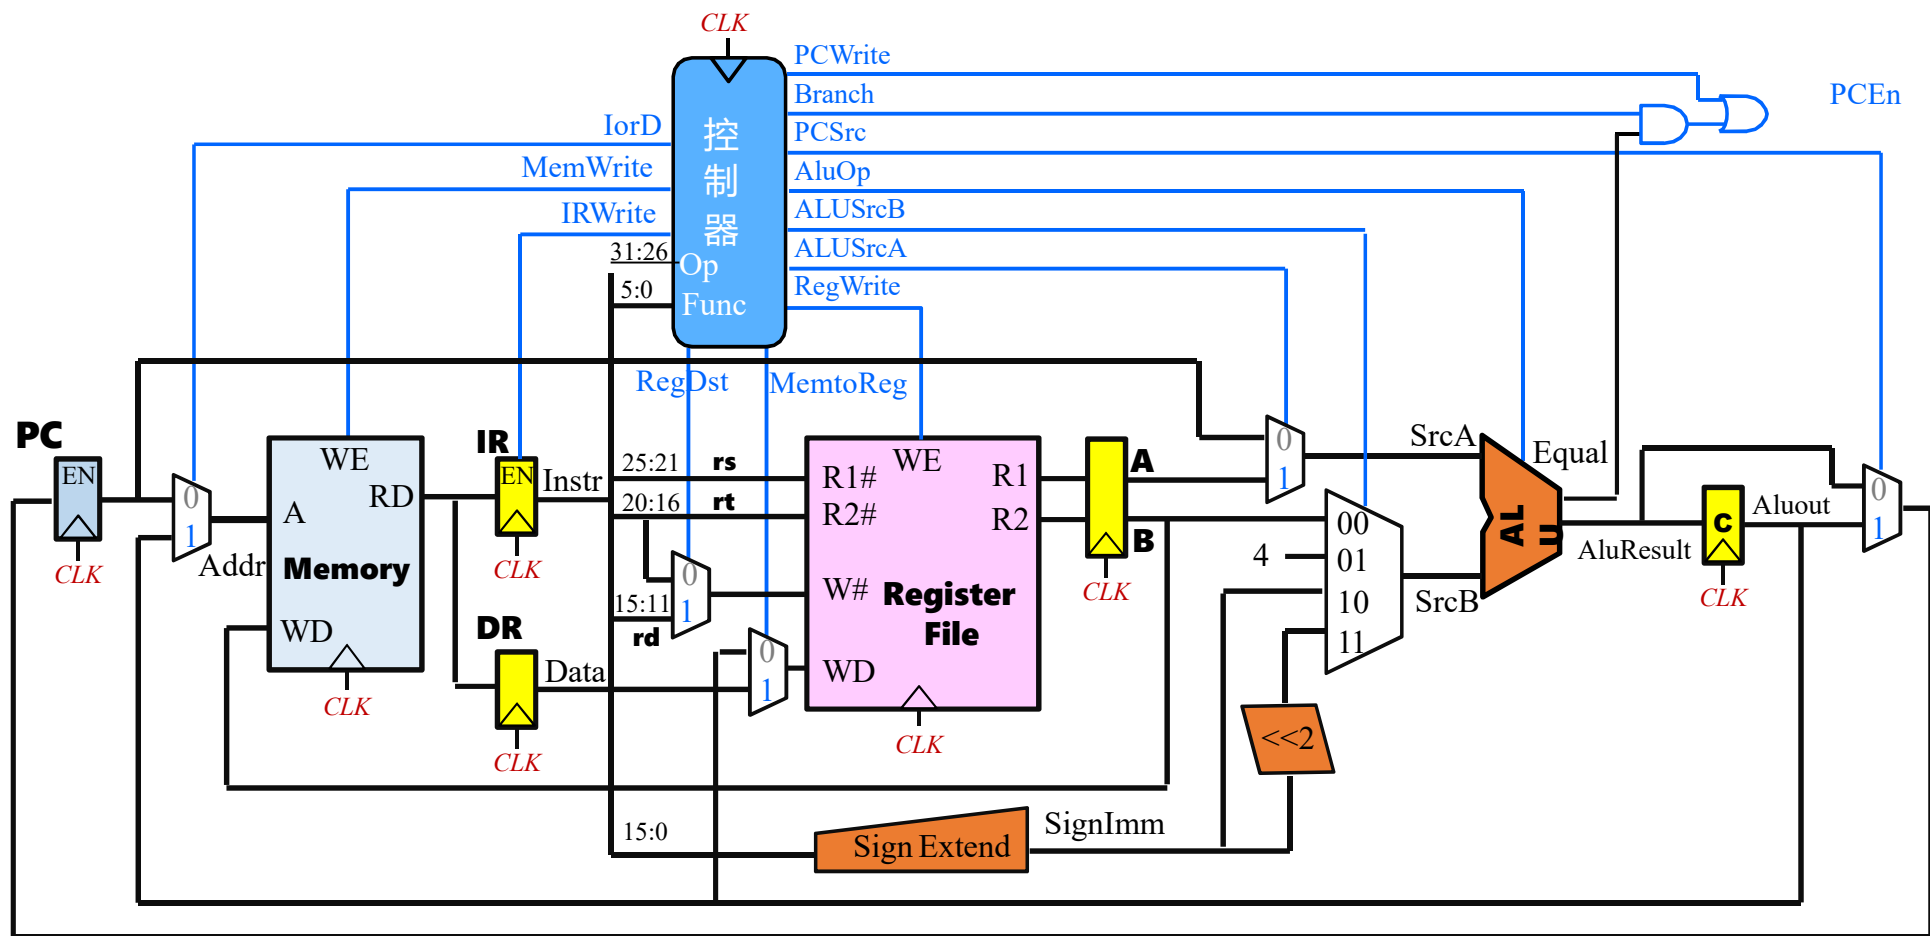 CLK
PCWrite
Branch
PCEn
IorD
PCSrc
控
制
器
MemWrite
AluOp
IRWrite
ALUSrcB
31:26
Op
ALUSrcA
5:0
Func
RegWrite
RegDst
MemtoReg
PC
EN
CLK
0
1
Addr
WE
A
RD
Memory
WD
CLK
IR
EN
Instr
CLK
DR
Data
CLK
25:21
rs
20:16
rt
0
1
15:11
rd
0
1
WE
R1#
R1
R2#
R2
W#
Register
File
WD
CLK
A
B
CLK
0
1
SrcA
00
4
01
10
11
SrcB
<<2
ALU
Equal
AluResult
C
CLK
Aluout
0
1
15:0
Sign Extend
SignImm